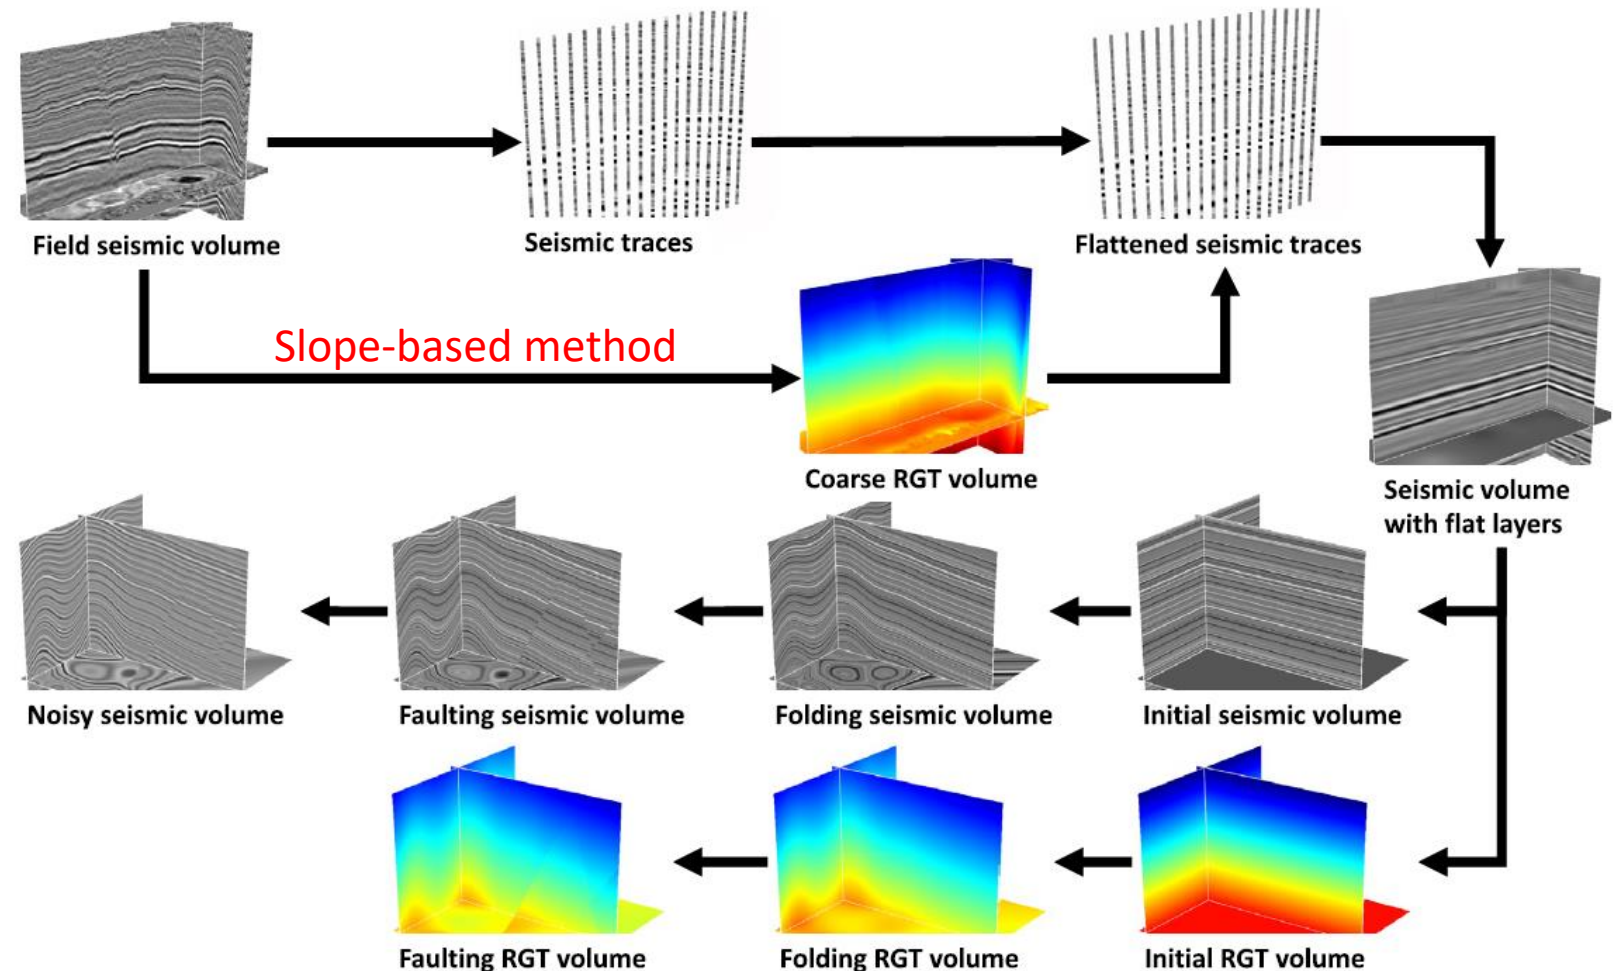 Field seismic volume
Seismic traces
Flattened seismic traces
Slope-based method
Coarse RGT volume
Seismic volume
with flat layers
Noisy seismic volume
Faulting seismic volume
Folding seismic volume
Initial seismic volume
Faulting RGT volume
Folding RGT volume
Initial RGT volume